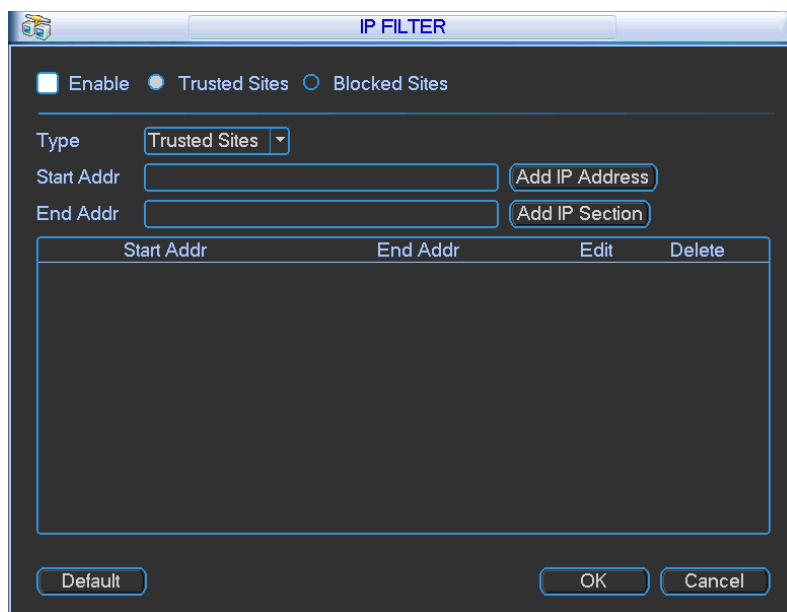 IP FILTER
Enable Trusted Sites Blocked Sites
Type Trusted Sites
Start Addr Add IP Address
End Addr Add IP Section
Start Addr End Addr Edit Delete
Default OK Cancel